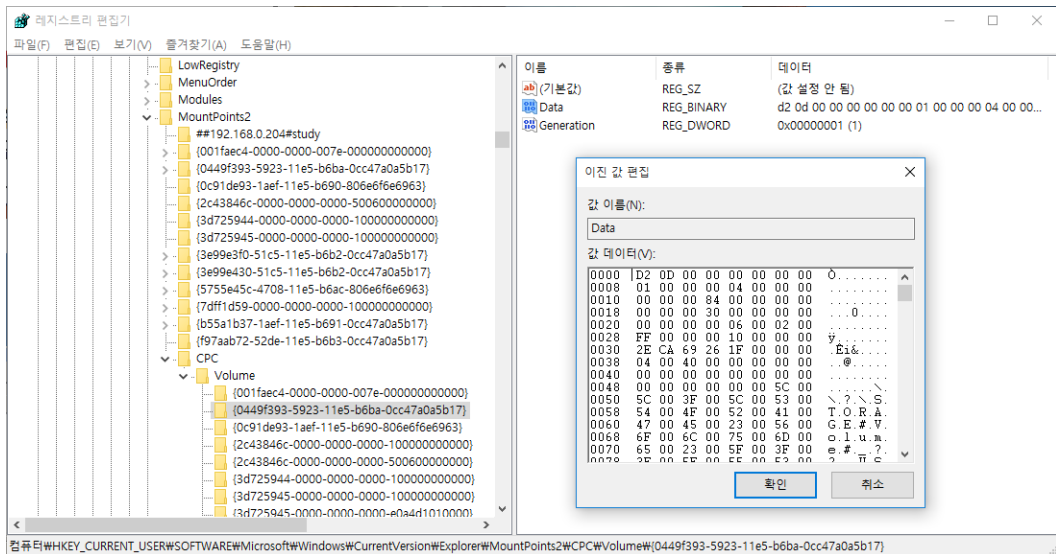 레지스트리 편집기
파일(F) 편집(E) 보기(V) 즐겨찾기(A) 도움말(H)
LowRegistry
MenuOrder
Modules
MountPoints2
##192.168.0.204#study
{001faec4-0000-0000-007e-000000000000}
{0449f393-5923-11e5-b6ba-0cc47a0a5b17}
{0c91de93-1aef-11e5-b690-806e6f6e6963}
{2c43846c-0000-0000-0000-500600000000}
{3d725944-0000-0000-0000-100000000000}
{3d725945-0000-0000-0000-100000000000}
{3e99e3f0-51c5-11e5-b6b2-0cc47a0a5b17}
{3e99e430-51c5-11e5-b6b2-0cc47a0a5b17}
{5755e45c-4708-11e5-b6ac-806e6f6e6963}
{7dff1d59-0000-0000-0000-100000000000}
{b55a1b37-1aef-11e5-b691-0cc47a0a5b17}
{f97aab72-52de-11e5-b6b3-0cc47a0a5b17}
CPC
Volume
{001faec4-0000-0000-007e-000000000000}
{0449f393-5923-11e5-b6ba-0cc47a0a5b17}
{0c91de93-1aef-11e5-b690-806e6f6e6963}
{2c43846c-0000-0000-0000-100000000000}
{2c43846c-0000-0000-0000-500600000000}
{3d725944-0000-0000-0000-100000000000}
{3d725945-0000-0000-0000-100000000000}
{3d725945-0000-0000-0000-e0a4d1010000}
이름 종류 데이터
(기본값) REG_SZ (값 설정 안 됨)
Data REG_BINARY d2 0d 00 00 00 00 00 00 01 00 00 00 04 00 00...
Generation REG_DWORD 0x00000001 (1)
이진 값 편집
값 이름(N):
Data
값 데이터(V):
0000 D2 0D 00 00 00 00 00 00 Ò.......
0008 01 00 00 00 04 00 00 00 ........
0010 00 00 00 84 00 00 00 00 ........
0018 00 00 00 30 00 00 00 00 ...0....
0020 00 00 00 00 06 00 02 00 ........
0028 FF 00 00 00 10 00 00 00 ÿ.......
0030 2E CA 69 26 1F 00 00 00 .Êi&....
0038 04 00 40 00 00 00 00 00 ..@.....
0040 00 00 00 00 00 00 00 00 ........
0048 00 00 00 00 00 00 5C 00 ......\.
0050 5C 00 3F 00 5C 00 53 00 \.?.\.S.
0058 54 00 4F 00 52 00 41 00 T.O.R.A.
0060 47 00 45 00 23 00 56 00 G.E.#.V.
0068 6F 00 6C 00 75 00 6D 00 o.l.u.m.
0070 65 00 23 00 5F 00 3F 00 e.#._.?.
확인 취소
컴퓨터₩HKEY_CURRENT_USER₩SOFTWARE₩Microsoft₩Windows₩CurrentVersion₩Explorer₩MountPoints2₩CPC₩Volume₩{0449f393-5923-11e5-b6ba-0cc47a0a5b17}